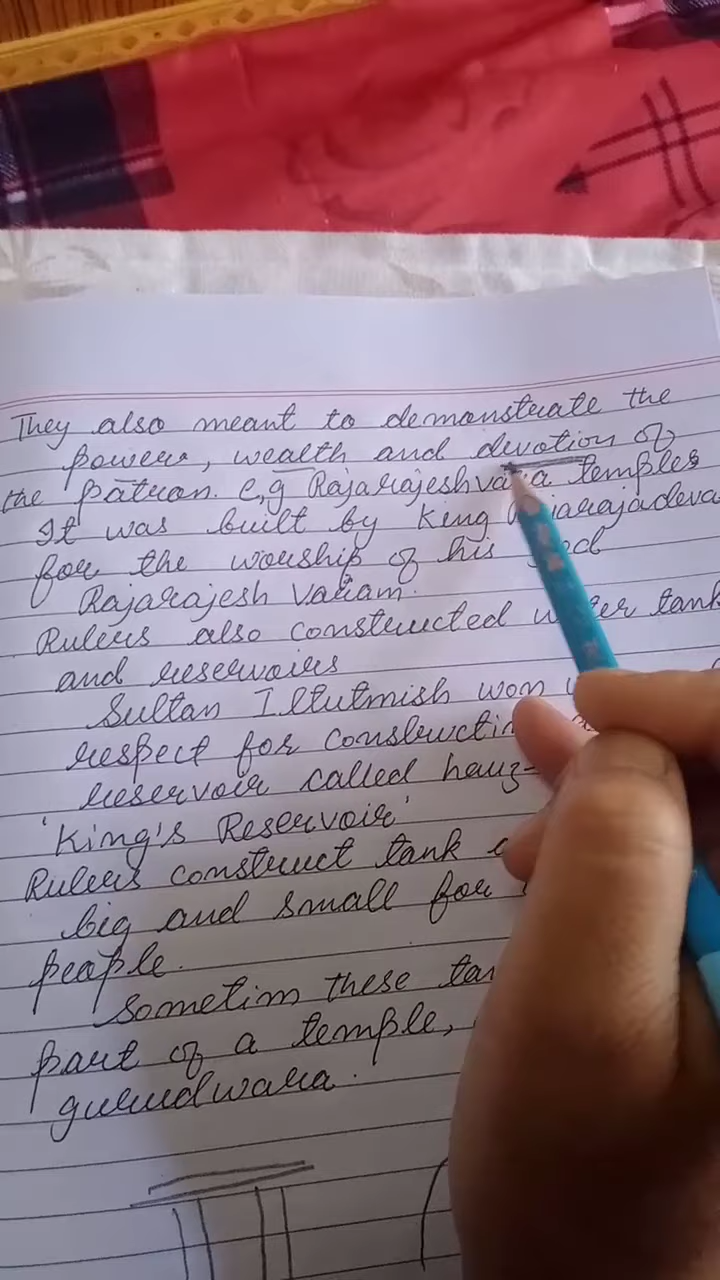 They also meant to demonstrate the
power, wealth and devotion of
the patron. e,g Rajarajeshvara temples
It was built by King
for the worship of his
Rajarajesh Varam.
Rulers also constructed water tank
and reservoirs
Sultan Iltutmish won
respect for constructin
reservoir called hauz-
'King's Reservoir'
Rulers construct tank
big and small for
people.
Sometim these
part of a temple,
gurudwara.